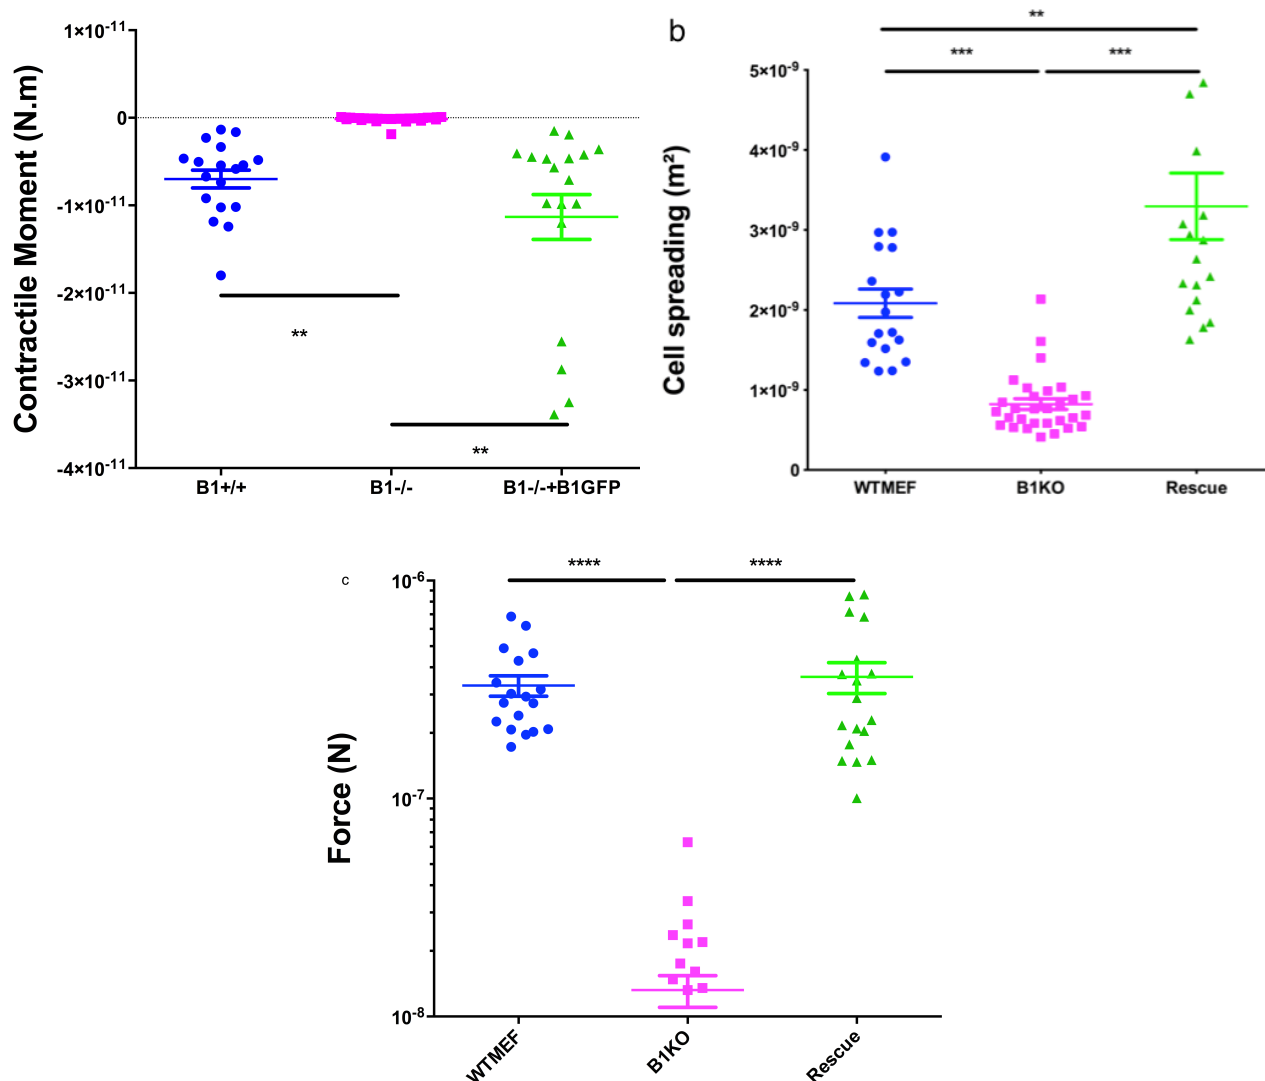 Contractile Moment (N.m)
1×10⁻¹¹
0
-1×10⁻¹¹
-2×10⁻¹¹
-3×10⁻¹¹
-4×10⁻¹¹
**
**
B1+/+
B1-/-
B1-/-+B1GFP
b
**
***
***
Cell spreading (m²)
5×10⁻⁹
4×10⁻⁹
3×10⁻⁹
2×10⁻⁹
1×10⁻⁹
0
WTMEF
B1KO
Rescue
c
****
****
Force (N)
10⁻⁶
10⁻⁷
10⁻⁸
WTMEF
B1KO
Rescue